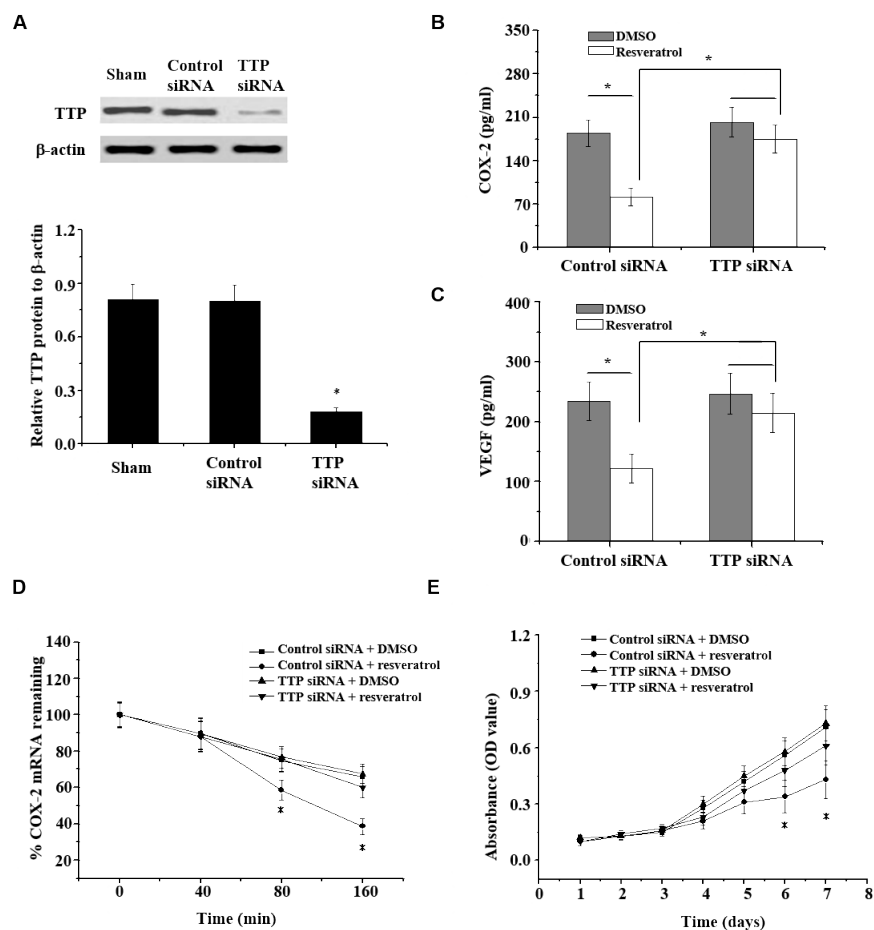 A
Sham
Control
siRNA
TTP
siRNA
TTP
β-actin
Relative TTP protein to β-actin
1.2
0.9
0.6
0.3
0.0
*
Sham
Control
siRNA
TTP
siRNA
B
COX-2 (pg/ml)
350
280
210
140
70
0
DMSO
Resveratrol
*
*
Control siRNA
TTP siRNA
C
VEGF (pg/ml)
400
300
200
100
0
DMSO
Resveratrol
*
*
Control siRNA
TTP siRNA
D
% COX-2 mRNA remaining
140
120
100
80
60
40
20
Control siRNA + DMSO
Control siRNA + resveratrol
TTP siRNA + DMSO
TTP siRNA + resveratrol
*
*
0 40 80 160
Time (min)
E
Absorbance (OD value)
1.2
0.9
0.6
0.3
0.0
Control siRNA + DMSO
Control siRNA + resveratrol
TTP siRNA + DMSO
TTP siRNA + resveratrol
*
*
0 1 2 3 4 5 6 7 8
Time (days)